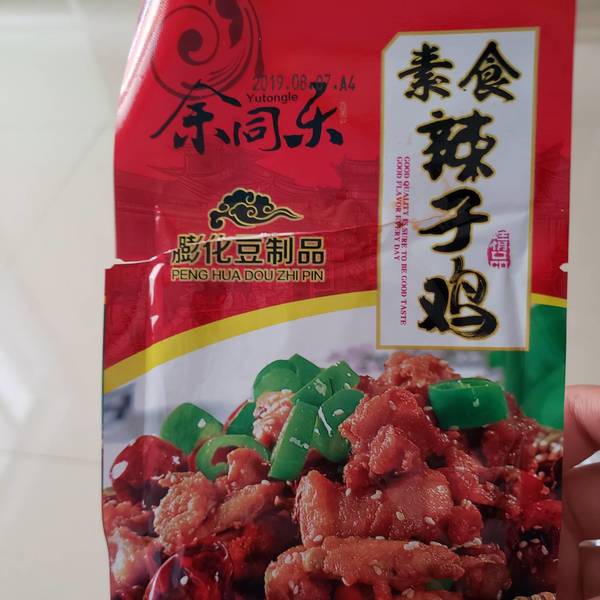 2019.08.07.A4
Yutongle
余同乐
膨化豆制品
PENG HUA DOU ZHI PIN
素食
辣子鸡
GOOD QUALITY IS SURE TO BE GOOD TASTE
GOOD FLAVOR EVERY DAY